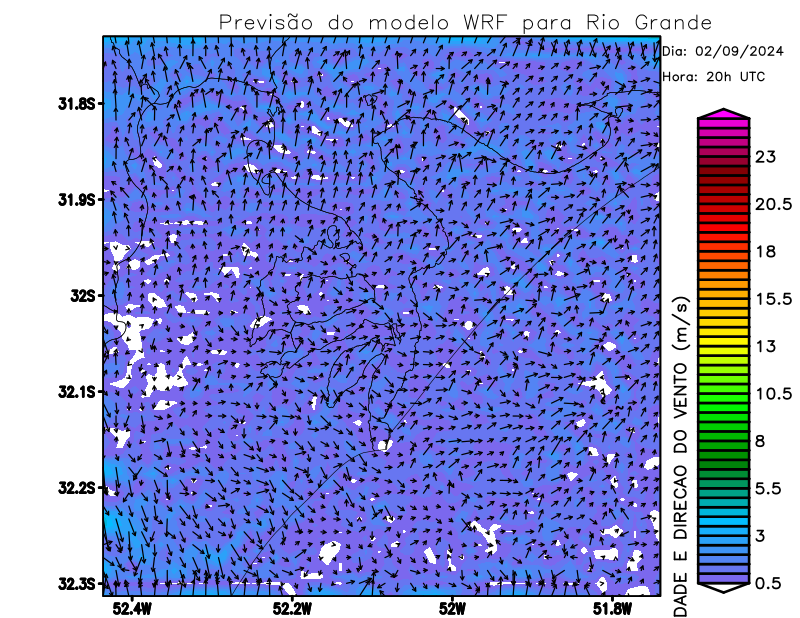 Previsão do modelo WRF para Rio Grande
Dia: 02/09/2024
Hora: 20h UTC
31.8S
31.9S
32S
32.1S
32.2S
32.3S
52.4W
52.2W
52W
51.8W
23
20.5
18
15.5
13
10.5
8
5.5
3
0.5
DADE E DIRECAO DO VENTO (m/s)